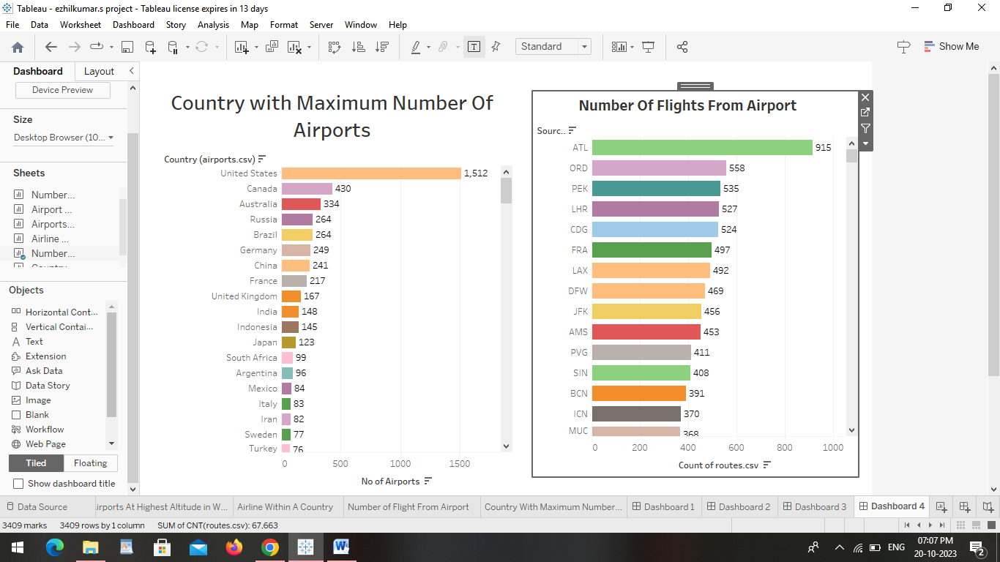 Tableau - ezhilkumar.s project - Tableau license expires in 13 days
File Data Worksheet Dashboard Story Analysis Map Format Server Window Help
Standard
Show Me
Dashboard Layout
Device Preview
Size
Desktop Browser (10...
Sheets
Number...
Airport ...
Airports...
Airline ...
Number...
Objects
Horizontal Cont...
Vertical Contai...
Text
Extension
Ask Data
Data Story
Image
Blank
Workflow
Web Page
Tiled Floating
Show dashboard title
Country with Maximum Number Of
Airports
Country (airports.csv)
United States 1,512
Canada 430
Australia 334
Russia 264
Brazil 264
Germany 249
China 241
France 217
United Kingdom 167
India 148
Indonesia 145
Japan 123
South Africa 99
Argentina 96
Mexico 84
Italy 83
Iran 82
Sweden 77
Turkey 76
0 500 1000 1500
No of Airports
Number Of Flights From Airport
Sourc..
ATL 915
ORD 558
PEK 535
LHR 527
CDG 524
FRA 497
LAX 492
DFW 469
JFK 456
AMS 453
PVG 411
SIN 408
BCN 391
ICN 370
MUC 368
0 200 400 600 800 1000
Count of routes.csv
Data Source irports At Highest Altitude in W... Airline Within A Country Number of Flight From Airport Country With Maximum Number... Dashboard 1 Dashboard 2 Dashboard 3 Dashboard 4
3409 marks 3409 rows by 1 column SUM of CNT(routes.csv): 67,663
ENG
07:07 PM
20-10-2023
2